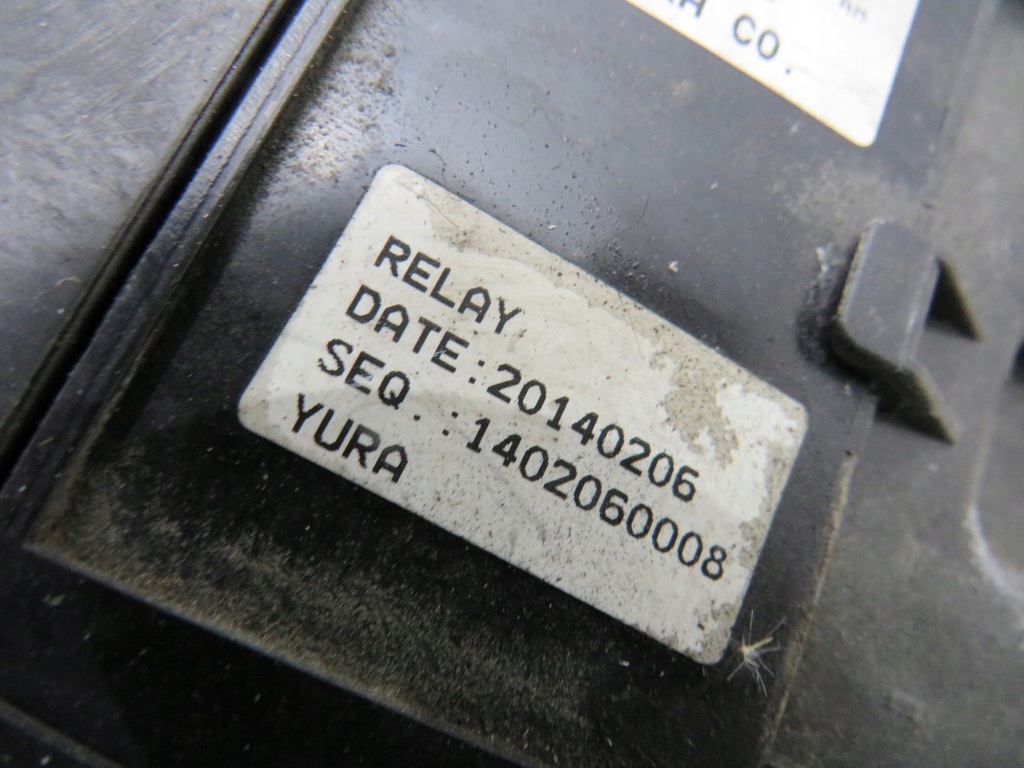 CO.
RELAY
DATE:20140206
SEQ.:1402060008
YURA